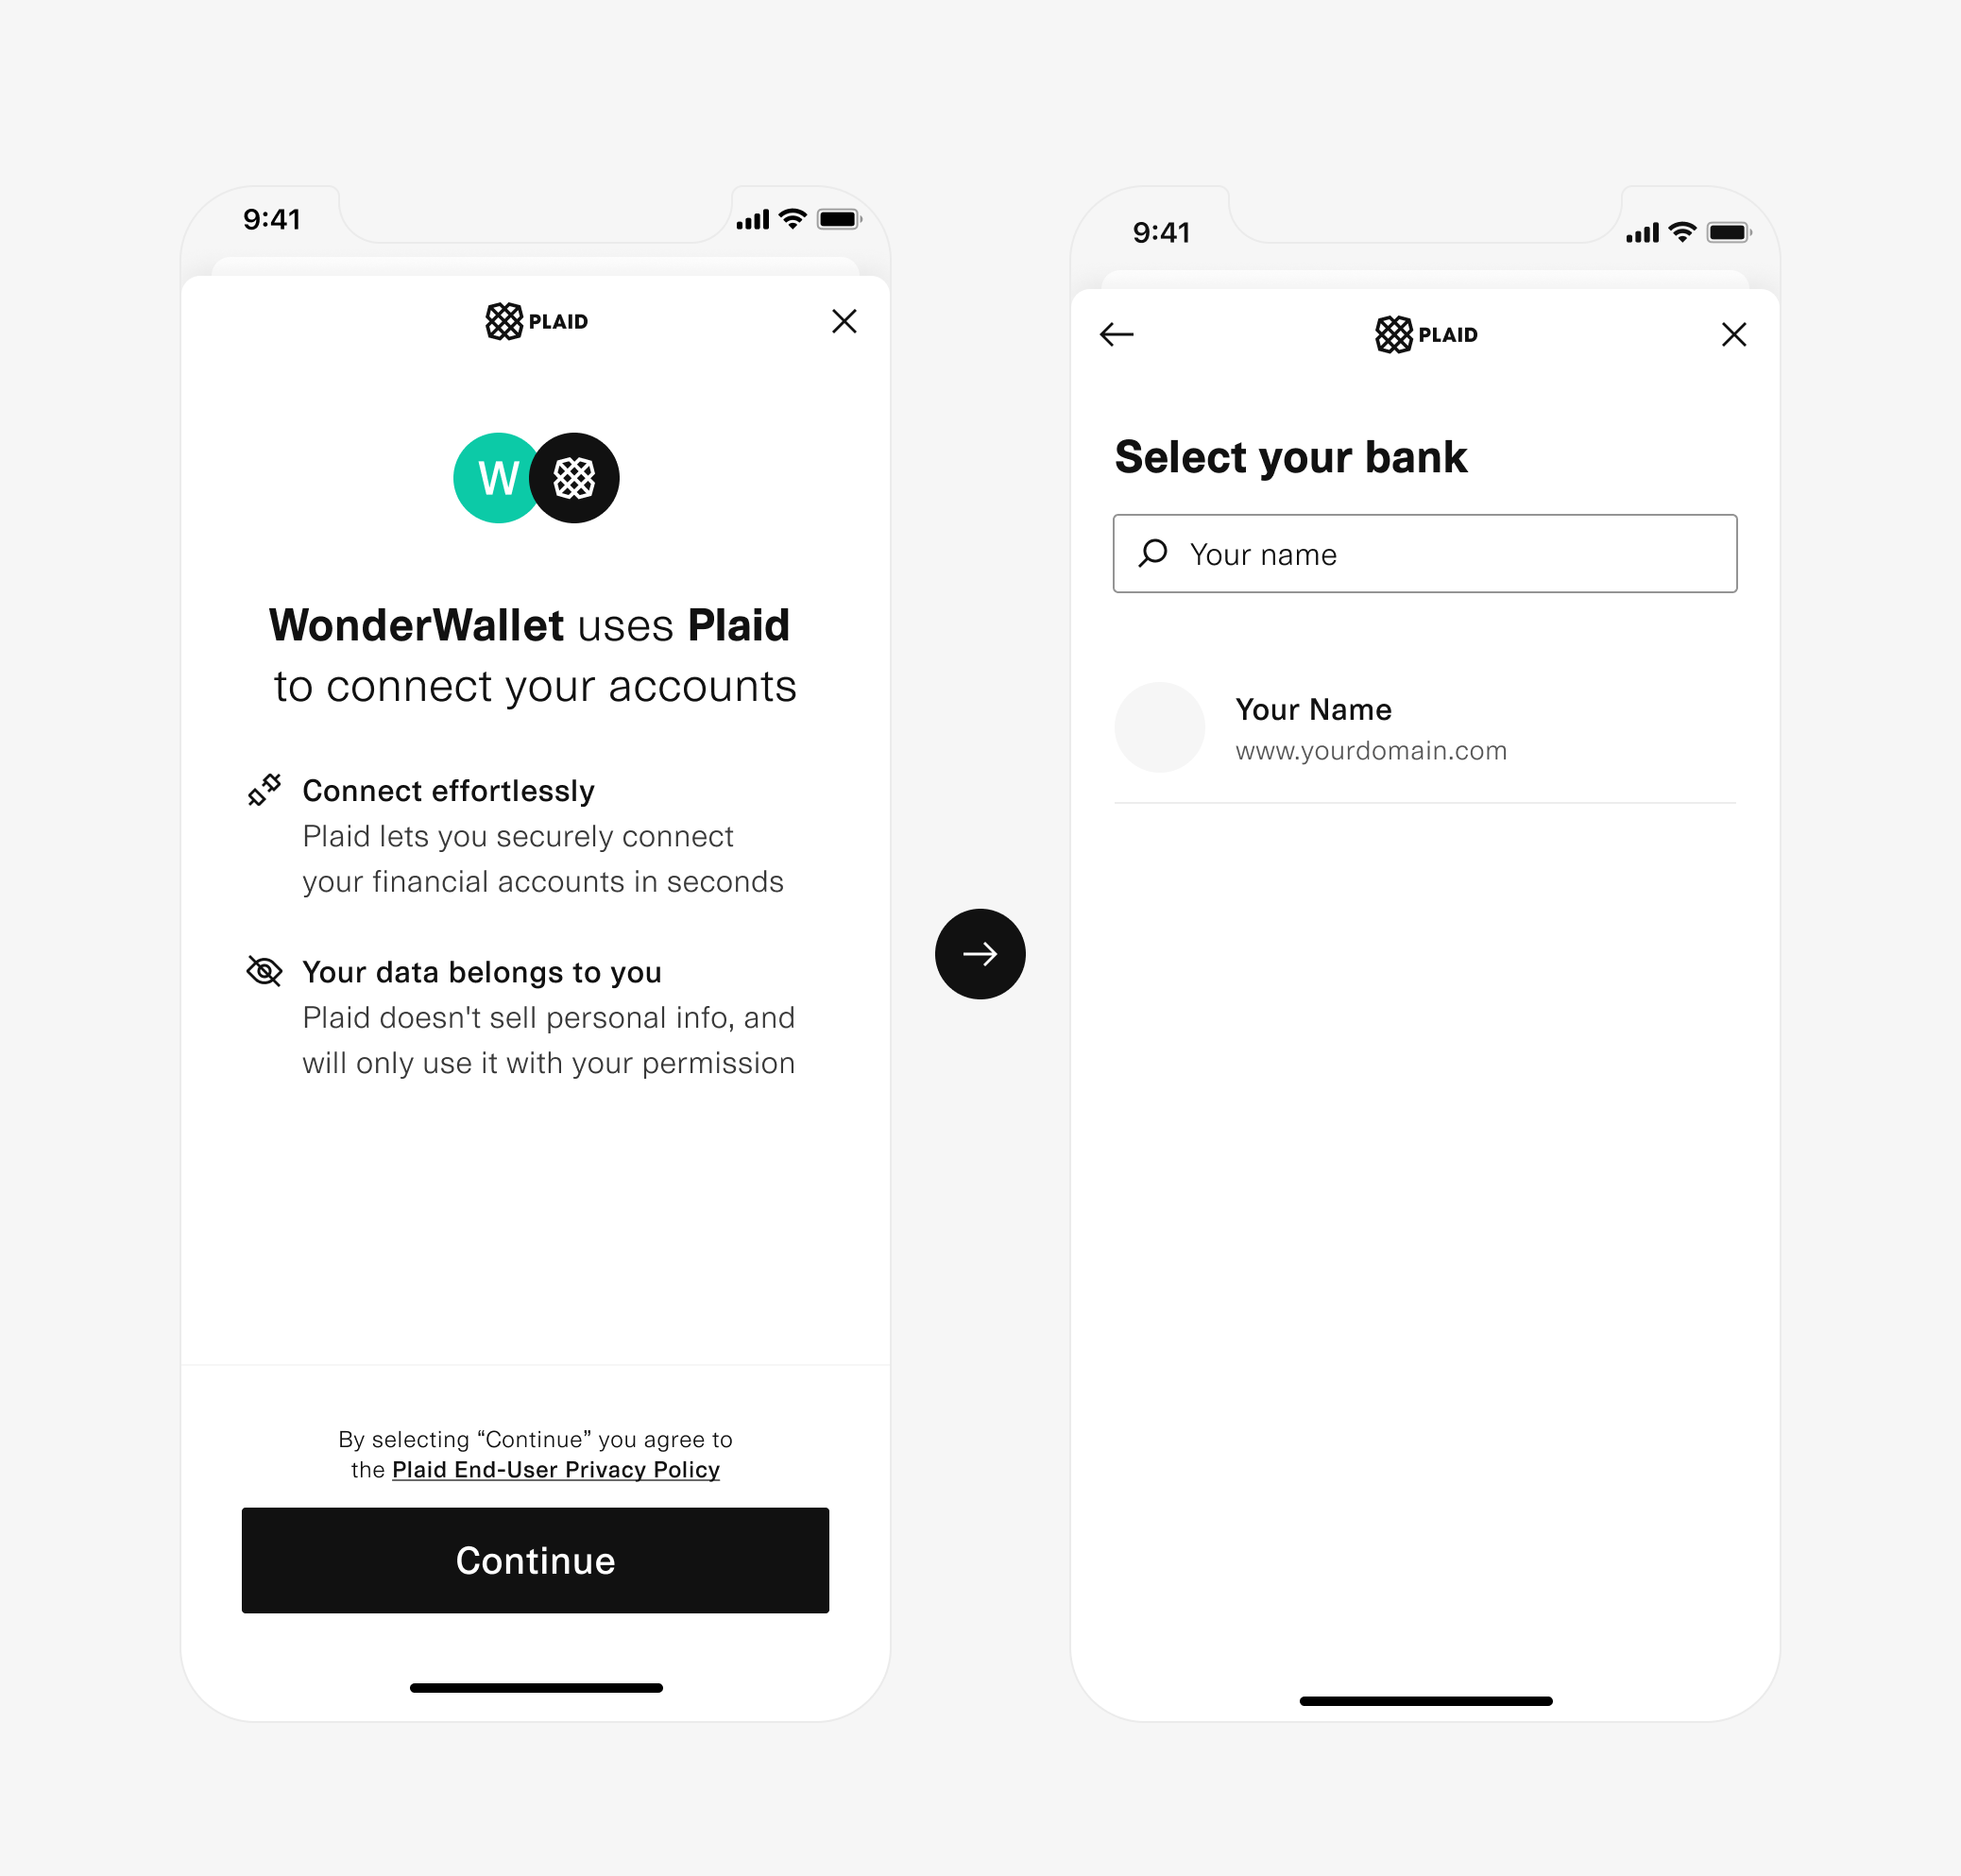 9:41
PLAID
W
WonderWallet uses Plaid
to connect your accounts
Connect effortlessly
Plaid lets you securely connect
your financial accounts in seconds
Your data belongs to you
Plaid doesn't sell personal info, and
will only use it with your permission
By selecting “Continue” you agree to
the Plaid End-User Privacy Policy
Continue
9:41
PLAID
Select your bank
Your name
Your Name
www.yourdomain.com